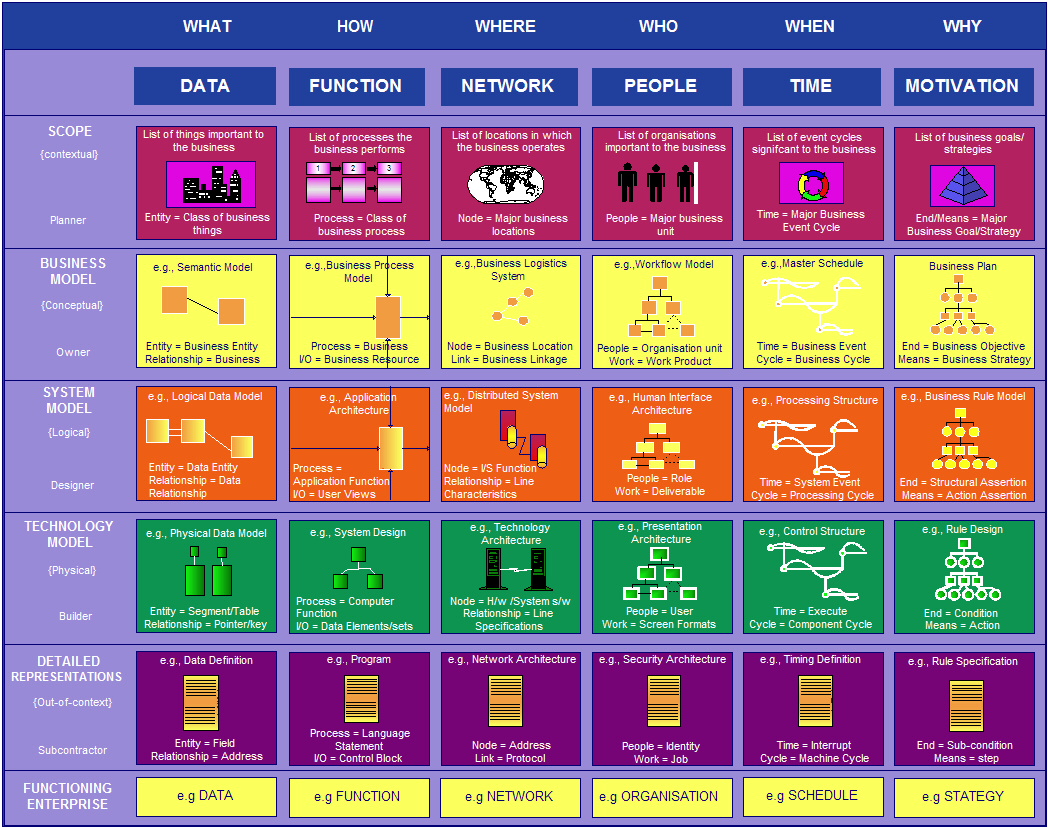 WHAT HOW WHERE WHO WHEN WHY
DATA FUNCTION NETWORK PEOPLE TIME MOTIVATION
SCOPE
{contextual}
Planner
List of things important to
the business
Entity = Class of business
things
List of processes the
business performs
1 2 3
Process = Class of
business process
List of locations in which
the business operates
Node = Major business
locations
List of organisations
important to the business
People = Major business
unit
List of event cycles
signifcant to the business
Time = Major Business
Event Cycle
List of business goals/
strategies
End/Means = Major
Business Goal/Strategy
BUSINESS
MODEL
{Conceptual}
Owner
e.g., Semantic Model
Entity = Business Entity
Relationship = Business
e.g.,Business Process
Model
Process = Business
I/O = Business Resource
e.g.,Business Logistics
System
Node = Business Location
Link = Business Linkage
e.g.,Workflow Model
People = Organisation unit
Work = Work Product
e.g.,Master Schedule
Time = Business Event
Cycle = Business Cycle
Business Plan
End = Business Objective
Means = Business Strategy
SYSTEM
MODEL
{Logical}
Designer
e.g., Logical Data Model
Entity = Data Entity
Relationship = Data
Relationship
e.g., Application
Architecture
Process =
Application Function
I/O = User Views
e.g., Distributed System
Model
Node = I/S Function
Relationship = Line
Characteristics
e.g., Human Interface
Architecture
People = Role
Work = Deliverable
e.g., Processing Structure
Time = System Event
Cycle = Processing Cycle
e.g., Business Rule Model
End = Structural Assertion
Means = Action Assertion
TECHNOLOGY
MODEL
{Physical}
Builder
e.g., Physical Data Model
Entity = Segment/Table
Relationship = Pointer/key
e.g., System Design
Process = Computer
Function
I/O = Data Elements/sets
e.g., Technology
Architecture
Node = H/w /System s/w
Relationship = Line
Specifications
e.g., Presentation
Architecture
People = User
Work = Screen Formats
e.g., Control Structure
Time = Execute
Cycle = Component Cycle
e.g., Rule Design
End = Condition
Means = Action
DETAILED
REPRESENTATIONS
{Out-of-context}
Subcontractor
e.g., Data Definition
Entity = Field
Relationship = Address
e.g., Program
Process = Language
Statement
I/O = Control Block
e.g., Network Architecture
Node = Address
Link = Protocol
e.g., Security Architecture
People = Identity
Work = Job
e.g., Timing Definition
Time = Interrupt
Cycle = Machine Cycle
e.g., Rule Specification
End = Sub-condition
Means = step
FUNCTIONING
ENTERPRISE
e.g DATA
e.g FUNCTION
e.g NETWORK
e.g ORGANISATION
e.g SCHEDULE
e.g STATEGY